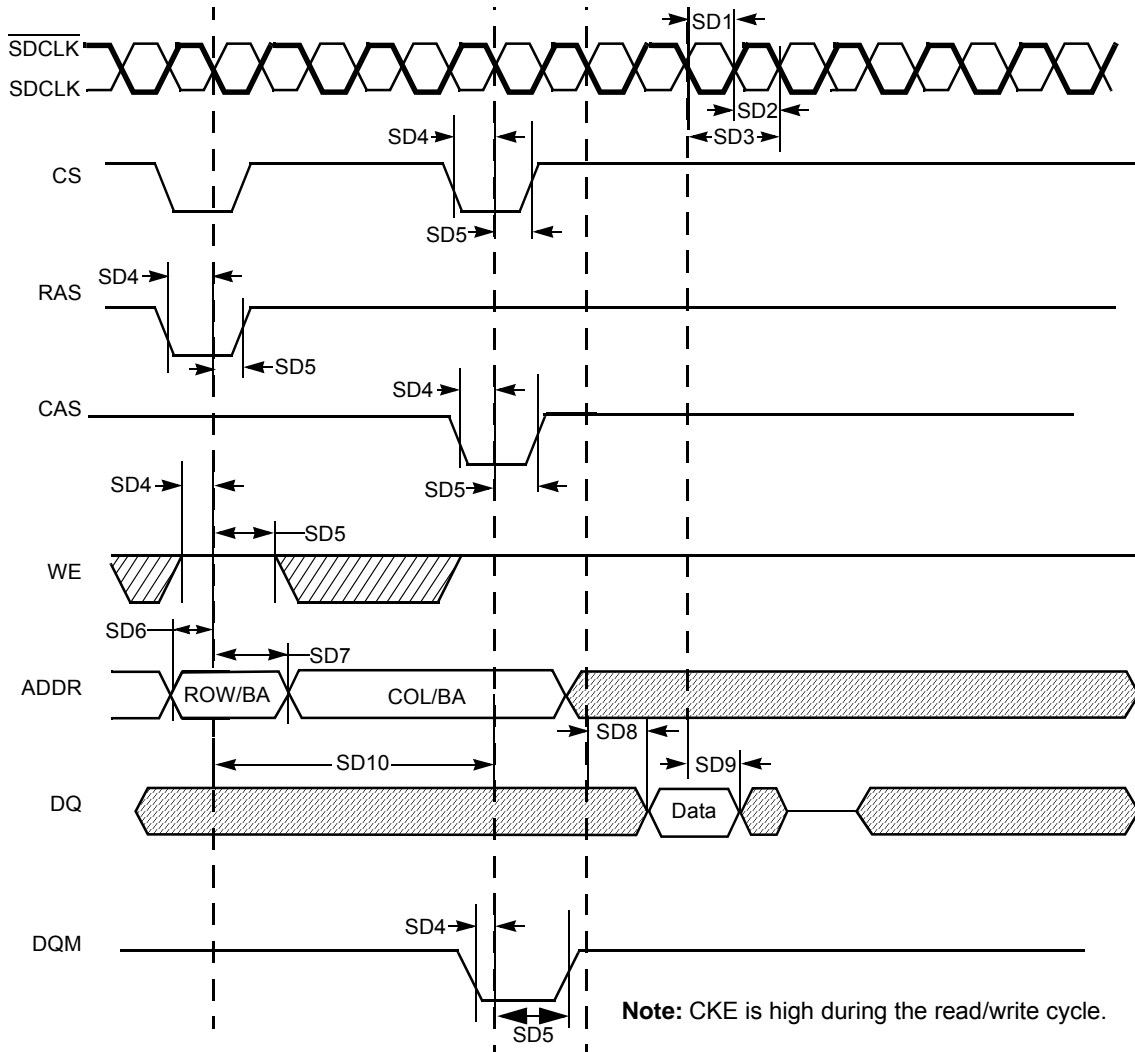 SD1
SDCLK
SDCLK
SD2
SD4
SD3
CS
SD5
SD4
RAS
SD5
SD4
CAS
SD4
SD5
SD5
WE
SD6
SD7
ADDR
ROW/BA
COL/BA
SD8
SD10
SD9
DQ
Data
SD4
DQM
Note: CKE is high during the read/write cycle.
SD5